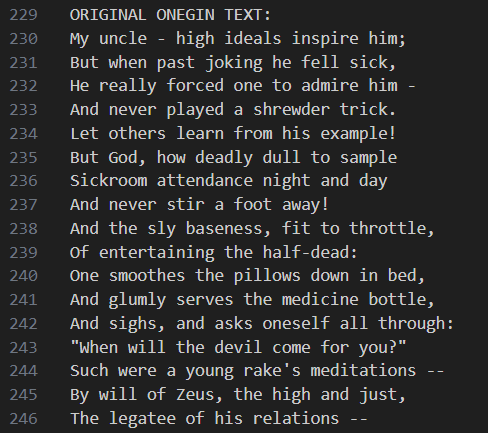 229 ORIGINAL ONEGIN TEXT:
230 My uncle - high ideals inspire him;
231 But when past joking he fell sick,
232 He really forced one to admire him -
233 And never played a shrewder trick.
234 Let others learn from his example!
235 But God, how deadly dull to sample
236 Sickroom attendance night and day
237 And never stir a foot away!
238 And the sly baseness, fit to throttle,
239 Of entertaining the half-dead:
240 One smoothes the pillows down in bed,
241 And glumly serves the medicine bottle,
242 And sighs, and asks oneself all through:
243 "When will the devil come for you?"
244 Such were a young rake's meditations --
245 By will of Zeus, the high and just,
246 The legatee of his relations --